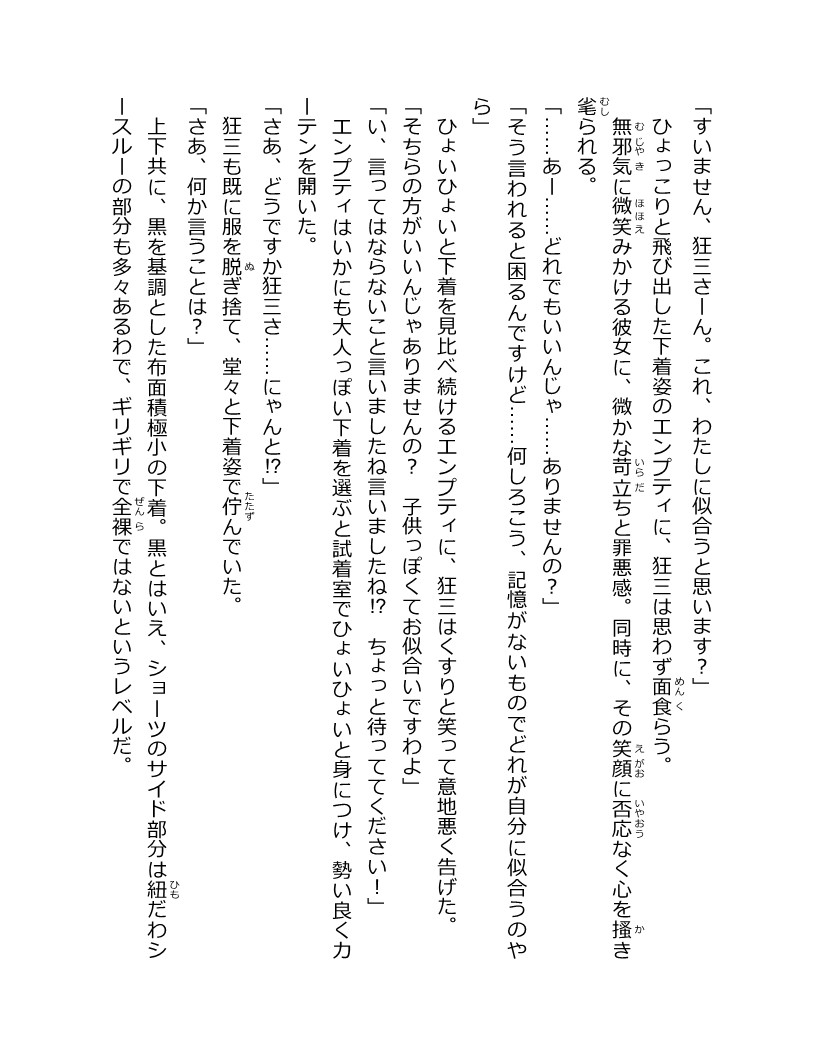 「すいません、狂三さーん。これ、わたしに似合うと思います？」
ひょっこりと飛び出した下着姿のエンプティに、狂三は思わず面食らう。
無邪気に微笑みかける彼女に、微かな苛立ちと罪悪感。同時に、その笑顔に否応なく心を掻き
毟られる。
「……あー……どれでもいいんじゃ……ありませんの？」
「そう言われると困るんですけど……何しろこう、記憶がないものでどれが自分に似合うのや
ら」
ひょいひょいと下着を見比べ続けるエンプティに、狂三はくすりと笑って意地悪く告げた。
「そちらの方がいいんじゃありませんの？　子供っぽくてお似合いですわよ」
「い、言ってはならないこと言いましたね言いましたね⁉　ちょっと待っててください！」
エンプティはいかにも大人っぽい下着を選ぶと試着室でひょいひょいと身につけ、勢い良くカ
ーテンを開いた。
「さあ、どうですか狂三さ……にゃんと⁉」
狂三も既に服を脱ぎ捨て、堂々と下着姿で佇んでいた。
「さあ、何か言うことは？」
上下共に、黒を基調とした布面積極小の下着。黒とはいえ、ショーツのサイド部分は紐だわシ
ースルーの部分も多々あるわで、ギリギリで全裸ではないというレベルだ。